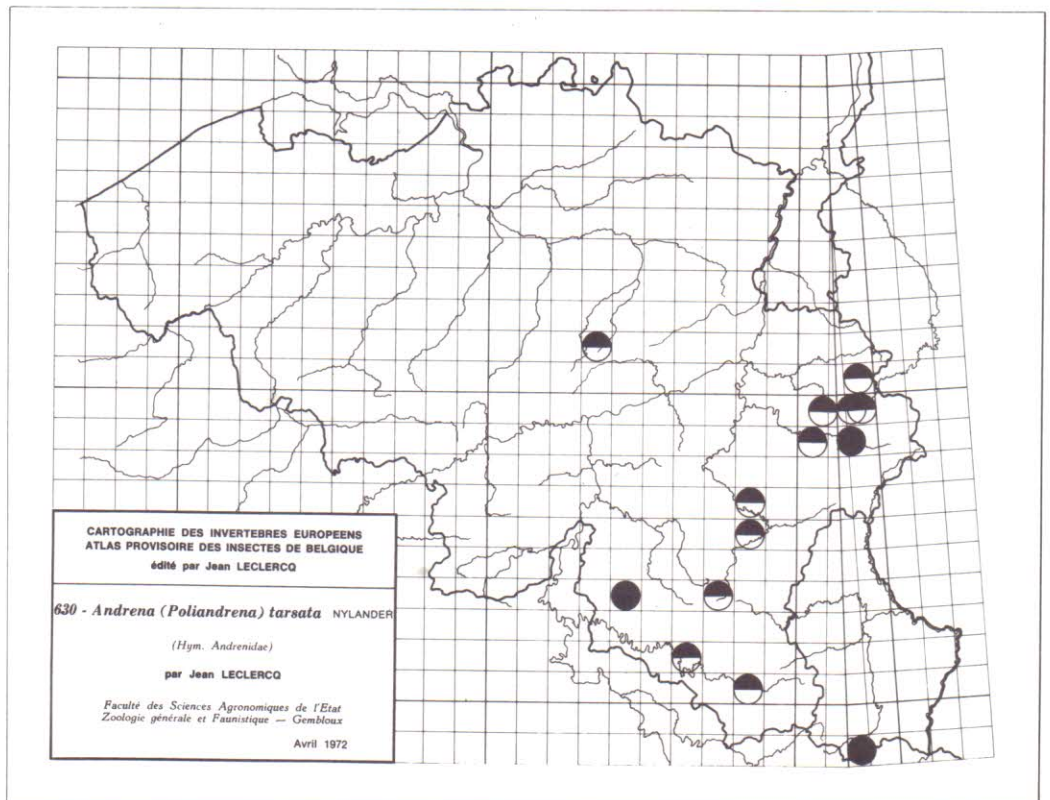 CARTOGRAPHIE DES INVERTEBRES EUROPEENS
ATLAS PROVISOIRE DES INSECTES DE BELGIQUE
édité par Jean LECLERCQ
630 - Andrena (Poliandrena) tarsata NYLANDER
(Hym. Andrenidae)
par Jean LECLERCQ
Faculté des Sciences Agronomiques de l'Etat
Zoologie générale et Faunistique — Gembloux
Avril 1972